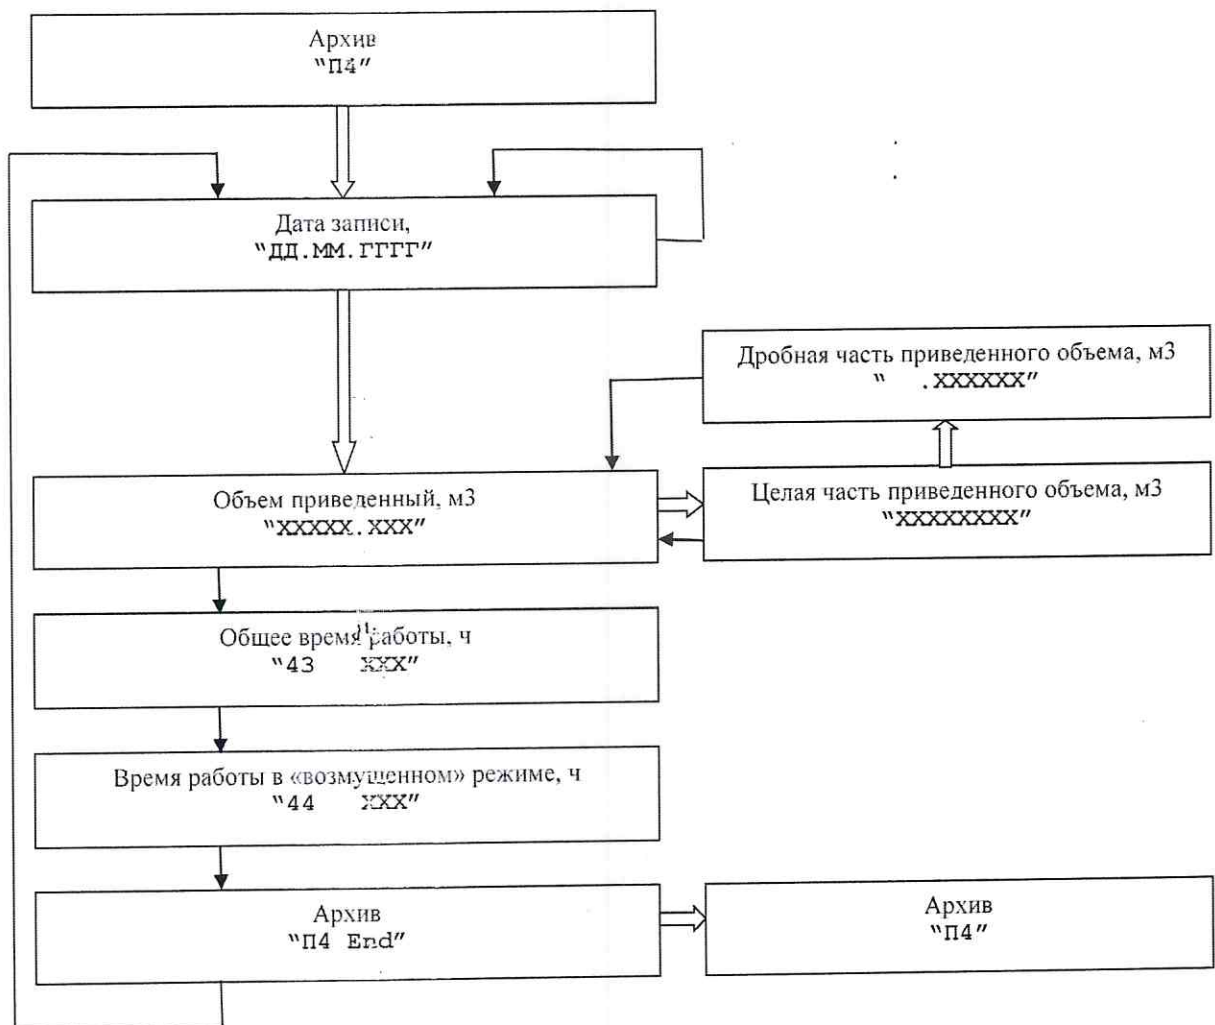 Архив
“П4”
Дата записи,
“ДД.ММ.ГГГГ”
Дробная часть приведенного объема, м3
“   .XXXXXX”
Объем приведенный, м3
“XXXXX.XXX”
Целая часть приведенного объема, м3
“XXXXXXXX”
Общее время работы, ч
“43   XXX”
Время работы в «возмущенном» режиме, ч
“44   XXX”
Архив
“П4 End”
Архив
“П4”